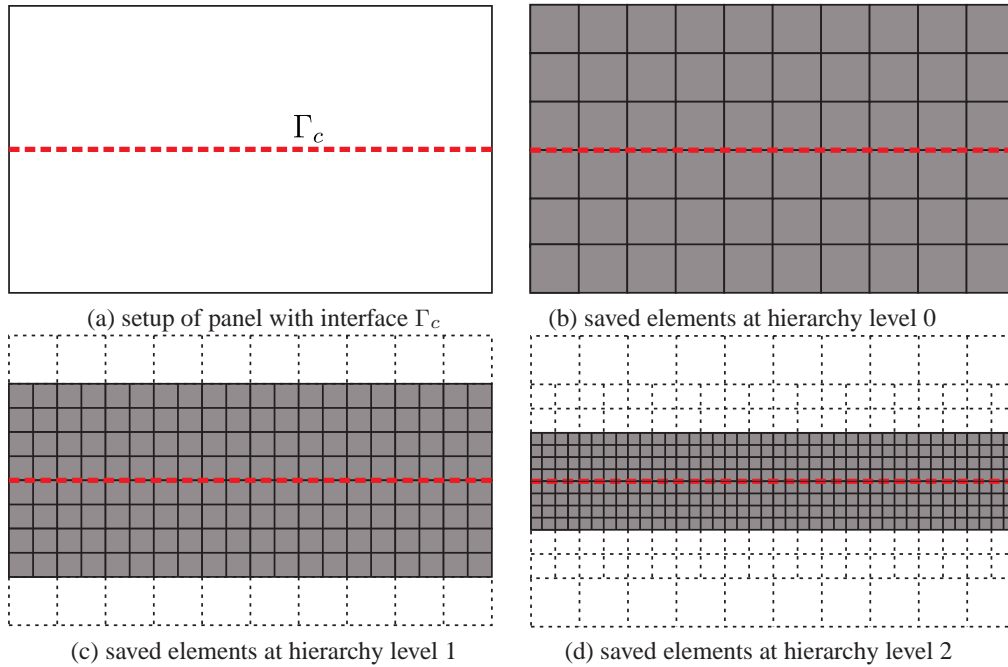 Γc
(a) setup of panel with interface Γc
(b) saved elements at hierarchy level 0
(c) saved elements at hierarchy level 1
(d) saved elements at hierarchy level 2